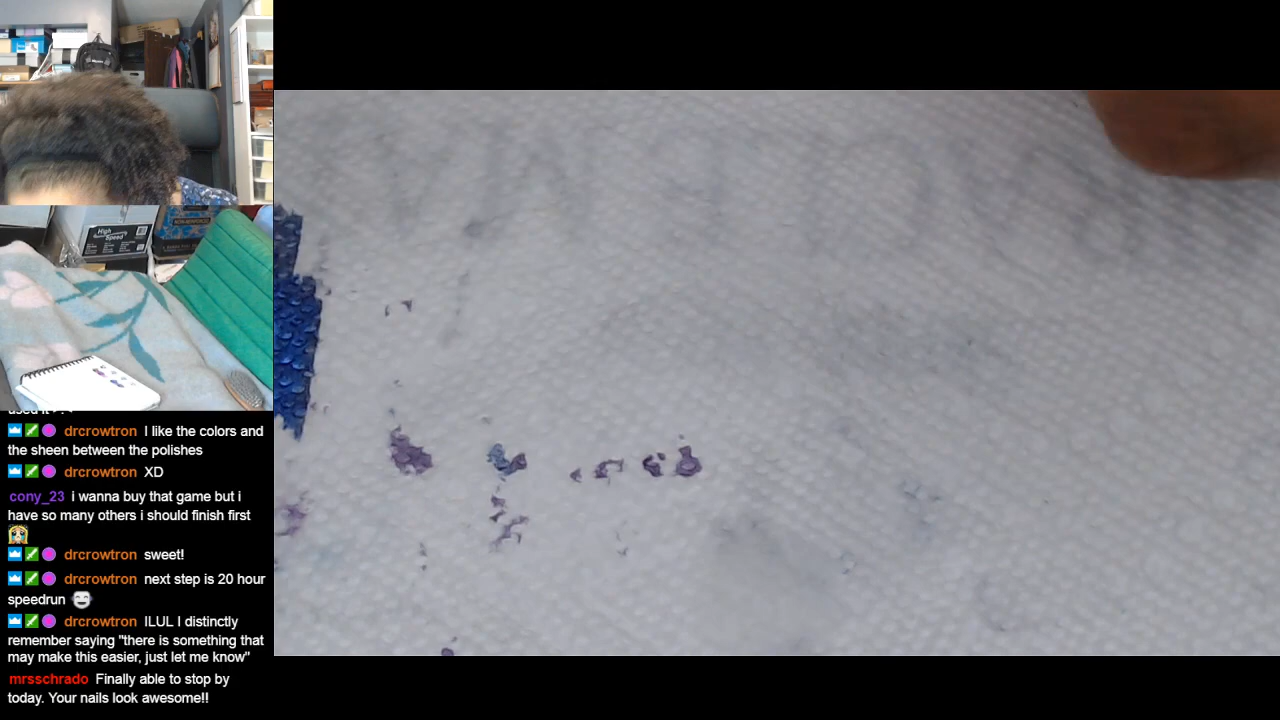 High
Speed
drcrowtron I like the colors and
the sheen between the polishes
drcrowtron XD
cony_23 i wanna buy that game but i
have so many others i should finish first
drcrowtron sweet!
drcrowtron next step is 20 hour
speedrun
drcrowtron ILUL I distinctly
remember saying "there is something that
may make this easier, just let me know"
mrsschrado Finally able to stop by
today. Your nails look awesome!!